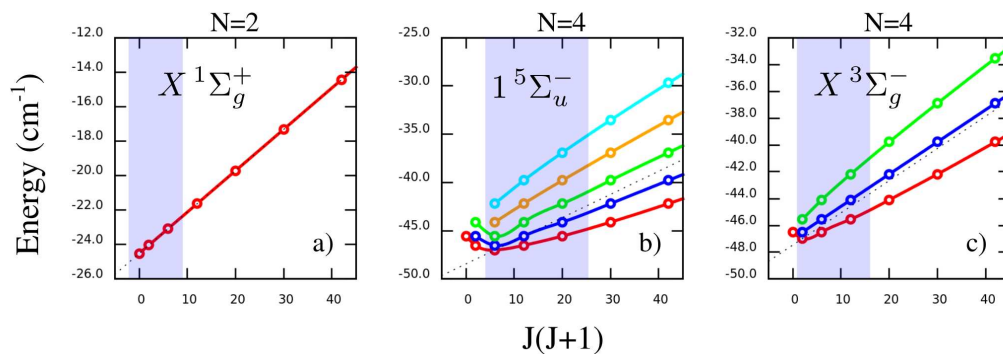 N=2 N=4 N=4
Energy (cm⁻¹)
-12.0
-14.0
-16.0
-18.0
-20.0
-22.0
-24.0
-26.0
X ¹Σg⁺
a)
0 10 20 30 40
-25.0
-30.0
-35.0
-40.0
-45.0
-50.0
1 ⁵Σu⁻
b)
0 10 20 30 40
-32.0
-34.0
-36.0
-38.0
-40.0
-42.0
-44.0
-46.0
-48.0
-50.0
X ³Σg⁻
c)
0 10 20 30 40
J(J+1)